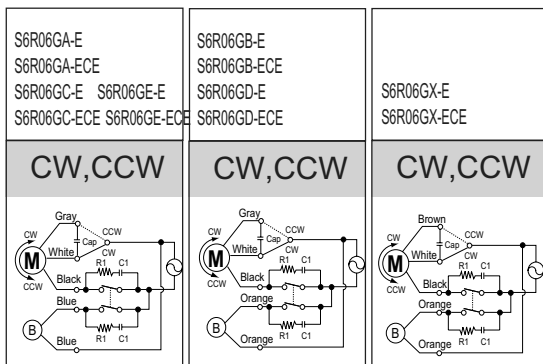 S6R06GA-E
S6R06GA-ECE
S6R06GC-E S6R06GE-E
S6R06GC-ECE S6R06GE-ECE
CW,CCW
Gray
CW
CCW
Cap
White
CW
M
R1 C1
CCW
Black
Blue
B
R1 C1
Blue
S6R06GB-E
S6R06GB-ECE
S6R06GD-E
S6R06GD-ECE
CW,CCW
Gray
CW
CCW
Cap
White
CW
M
R1 C1
CCW
Black
Orange
B
R1 C1
Orange
S6R06GX-E
S6R06GX-ECE
CW,CCW
Brown
CW
CCW
Cap
White
CW
M
R1 C1
CCW
Black
Orange
B
R1 C1
Orange